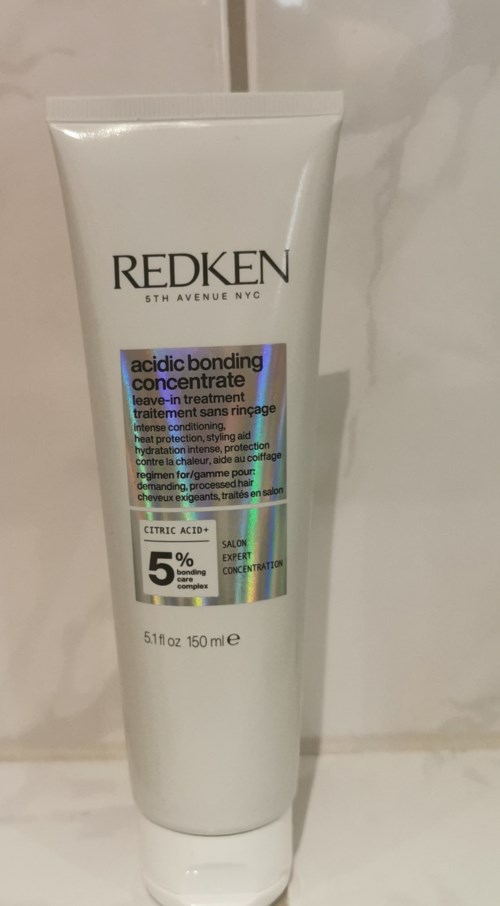 REDKEN
5TH AVENUE NYC
acidic bonding
concentrate
leave-in treatment
traitement sans rinçage
intense conditioning,
heat protection, styling aid
hydratation intense, protection
contre la chaleur, aide au coiffage
regimen for/gamme pour:
demanding, processed hair
cheveux exigeants, traités en salon
CITRIC ACID+
5%
bonding
care
complex
SALON
EXPERT
CONCENTRATION
5.1 fl oz 150 ml e